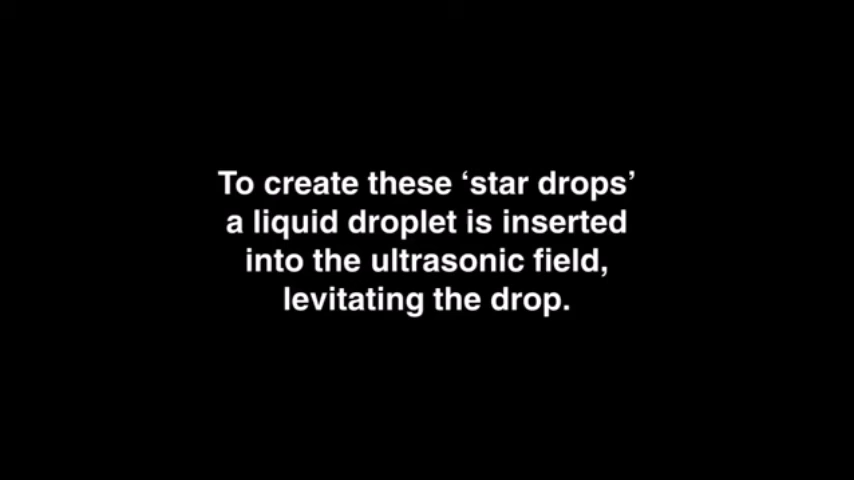 To create these ‘star drops’
a liquid droplet is inserted
into the ultrasonic field,
levitating the drop.